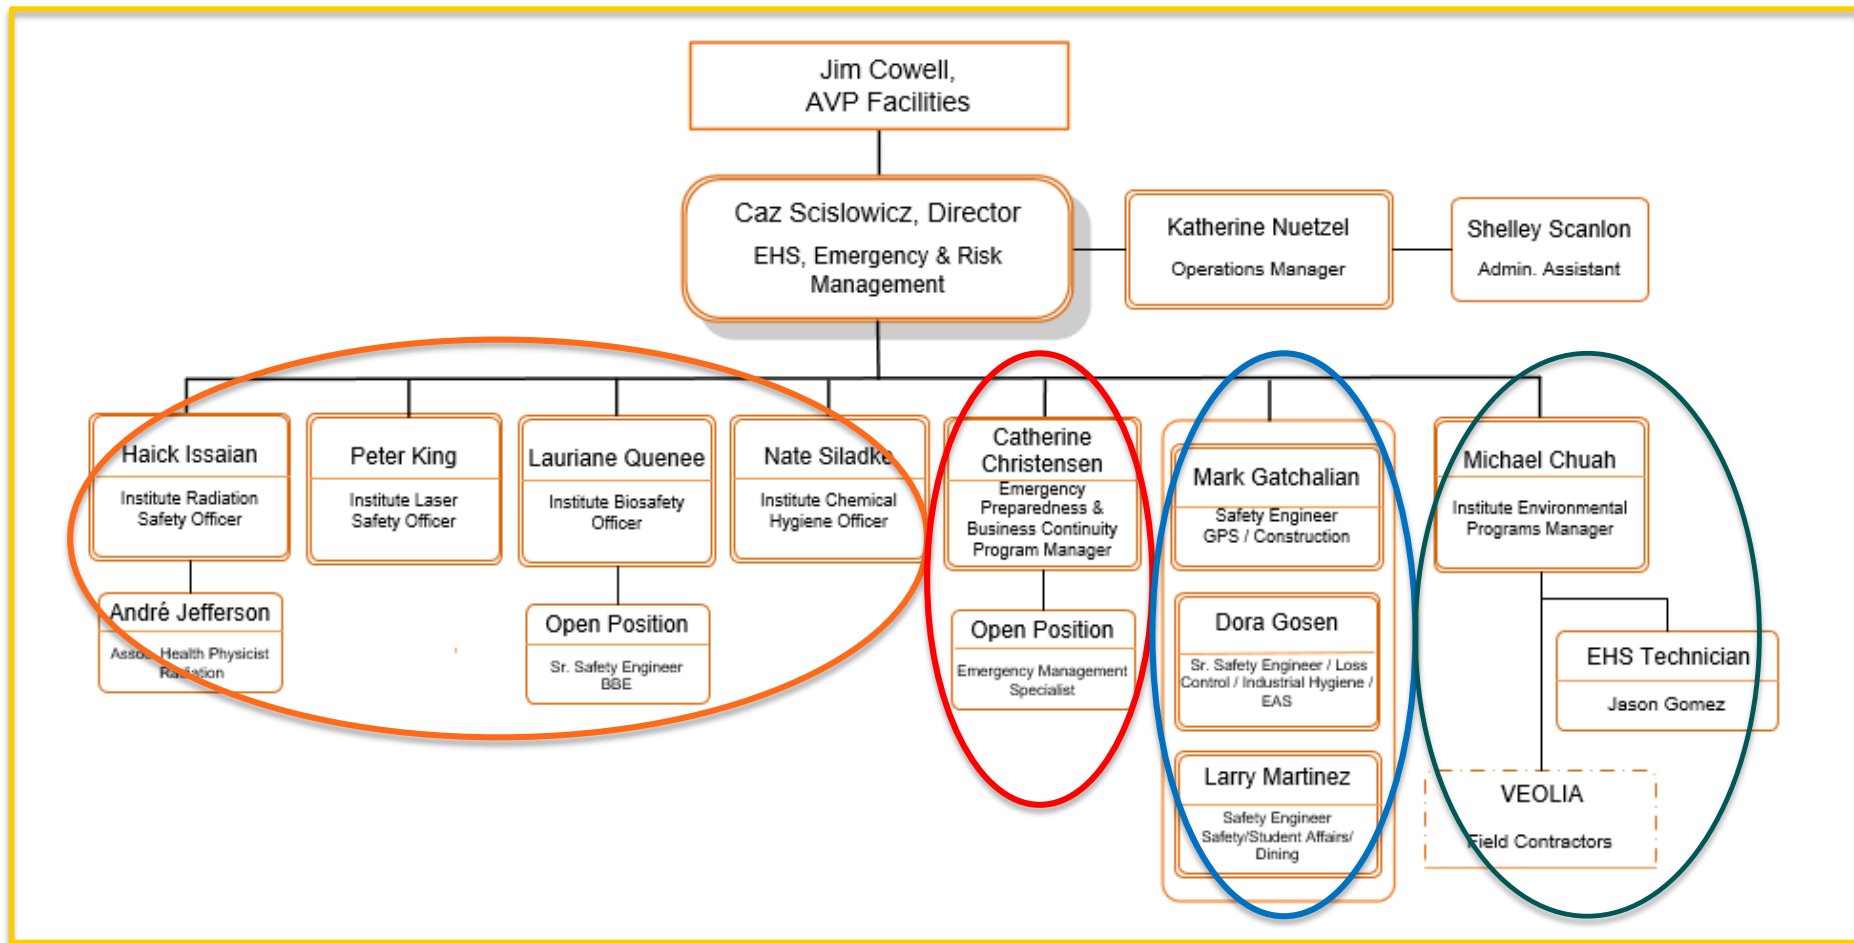 Jim Cowell,
AVP Facilities
Caz Scislowicz, Director
EHS, Emergency & Risk
Management
Katherine Nuetzel
Operations Manager
Shelley Scanlon
Admin. Assistant
Haick Issaian
Institute Radiation
Safety Officer
André Jefferson
Assoc. Health Physicist
Radiation
Peter King
Institute Laser
Safety Officer
Lauriane Quenee
Institute Biosafety
Officer
Open Position
Sr. Safety Engineer
BBE
Nate Siladke
Institute Chemical
Hygiene Officer
Catherine
Christensen
Emergency
Preparedness &
Business Continuity
Program Manager
Open Position
Emergency Management
Specialist
Mark Gatchalian
Safety Engineer
GPS / Construction
Dora Gosen
Sr. Safety Engineer / Loss
Control / Industrial Hygiene /
EAS
Larry Martinez
Safety Engineer
Safety/Student Affairs/
Dining
Michael Chuah
Institute Environmental
Programs Manager
EHS Technician
Jason Gomez
VEOLIA
Field Contractors